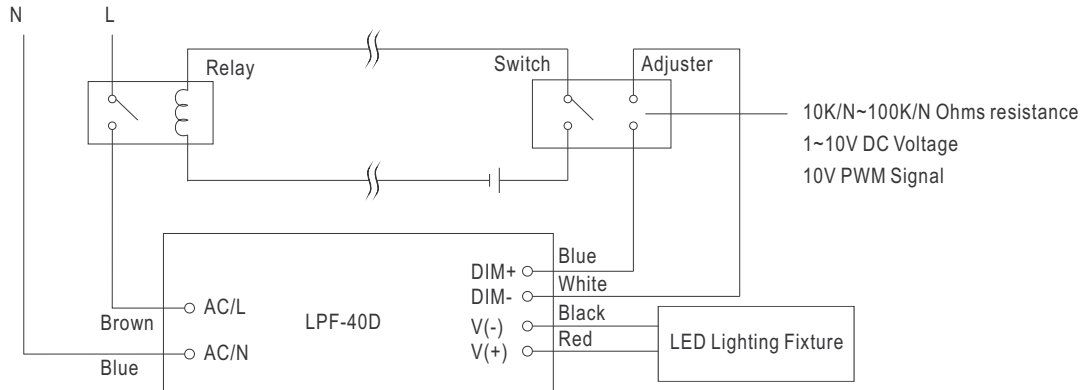 N L
Relay
Switch
Adjuster
10K/N~100K/N Ohms resistance
1~10V DC Voltage
10V PWM Signal
Blue
DIM+
White
DIM-
Black
V(-)
Red
V(+)
AC/L
Brown
LPF-40D
AC/N
Blue
LED Lighting Fixture